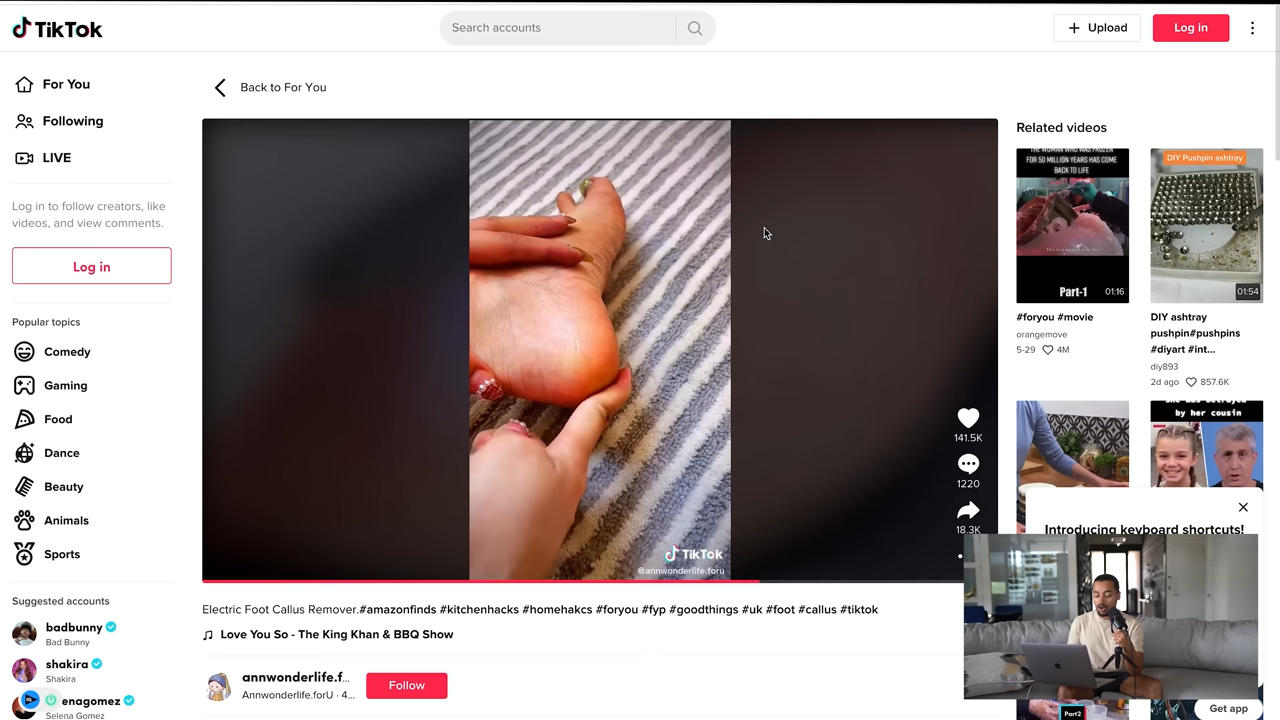 TikTok
Search accounts
Upload
Log in
For You
Following
LIVE
Log in to follow creators, like
videos, and view comments.
Log in
Popular topics
Comedy
Gaming
Food
Dance
Beauty
Animals
Sports
Suggested accounts
badbunny
Bad Bunny
shakira
Shakira
enagomez
Selena Gomez
Back to For You
TikTok
@annwonderlife.foru
141.5K
1220
18.3K
Electric Foot Callus Remover.#amazonfinds #kitchenhacks #homehakcs #foryou #fyp #goodthings #uk #foot #callus #tiktok
Love You So - The King Khan & BBQ Show
annwonderlife.f...
Annwonderlife.forU · 4...
Follow
Related videos
THE WOMAN WHO WAS FROZEN
FOR 50 MILLION YEARS HAS COME
BACK TO LIFE
Part-1
01:16
#foryou #movie
orangemove
5-29
4M
DIY Pushpin ashtray
01:54
DIY ashtray
pushpin#pushpins
#diyart #int...
diy893
2d ago
857.6K
by her cousin
Introducing keyboard shortcuts!
Part2
Get app